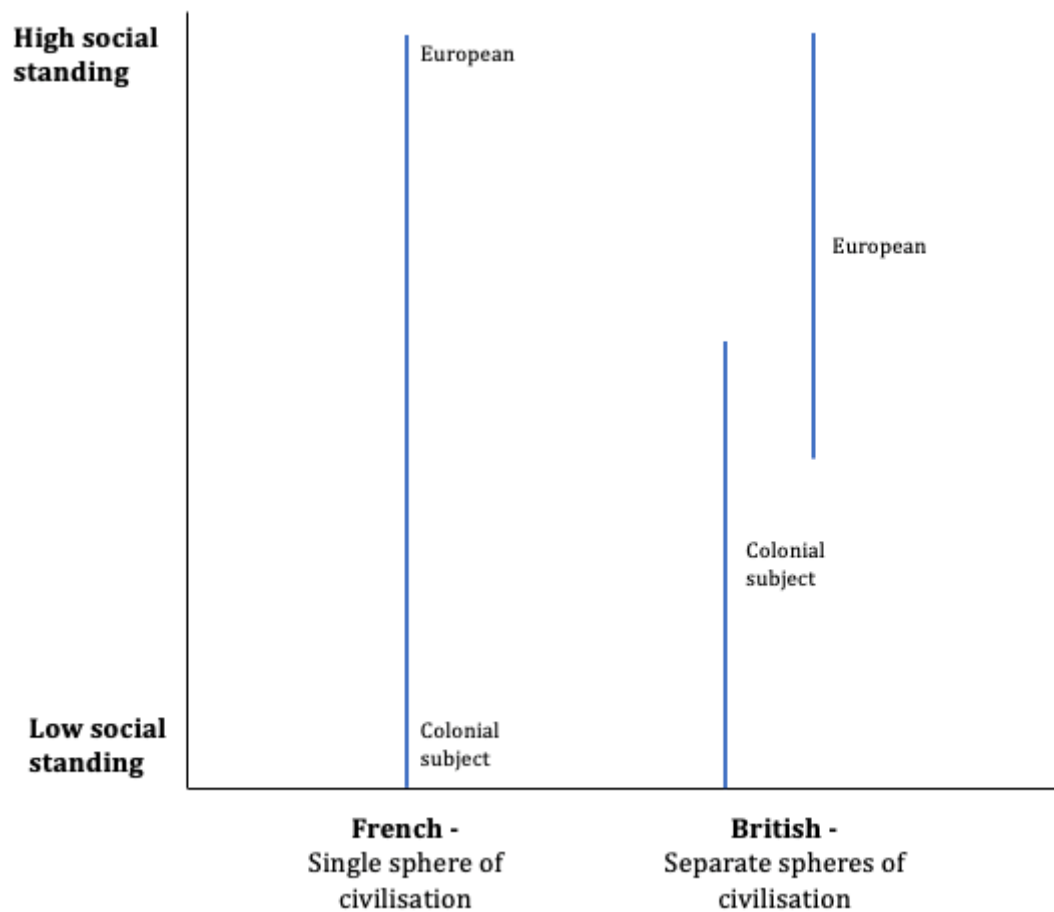 High social
standing
European
European
Colonial
subject
Low social
standing
Colonial
subject
French -
Single sphere of
civilisation
British -
Separate spheres of
civilisation